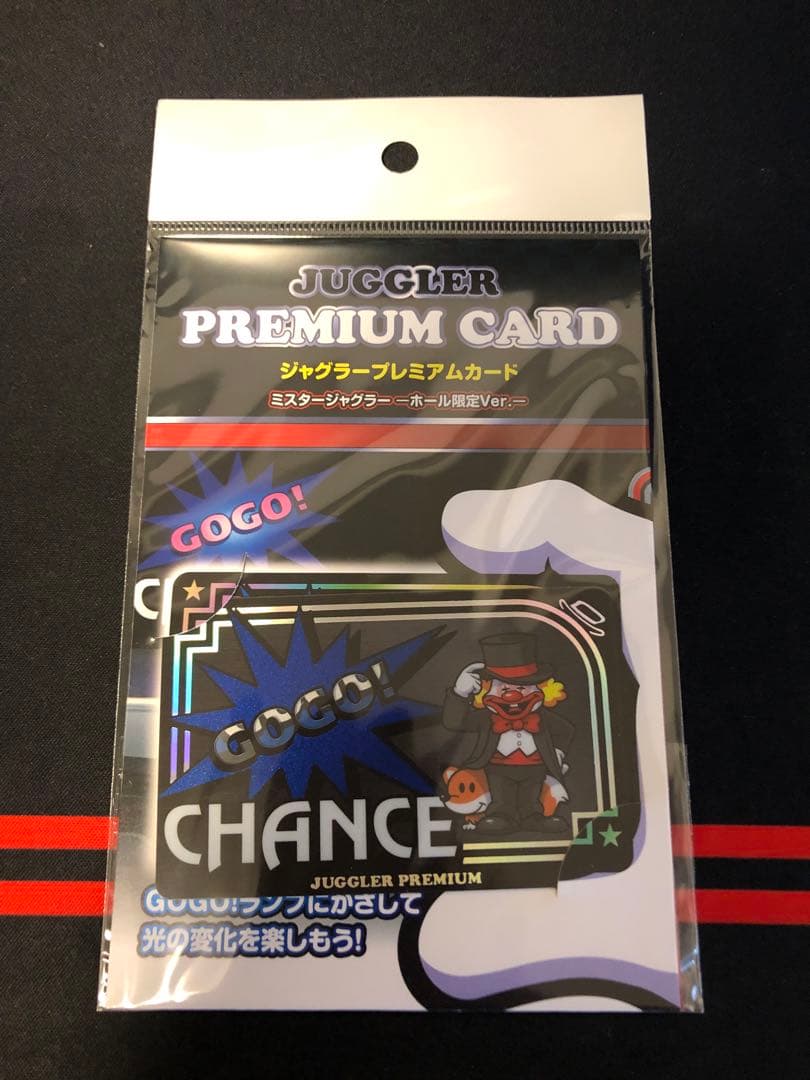 JUGGLER
PREMIUM CARD
ジャグラープレミアムカード
ミスタージャグラー ーホール限定Ver.ー
GOGO!
GOGO!
CHANCE
JUGGLER PREMIUM
GOGO!ランプにかざして
光の変化を楽しもう!